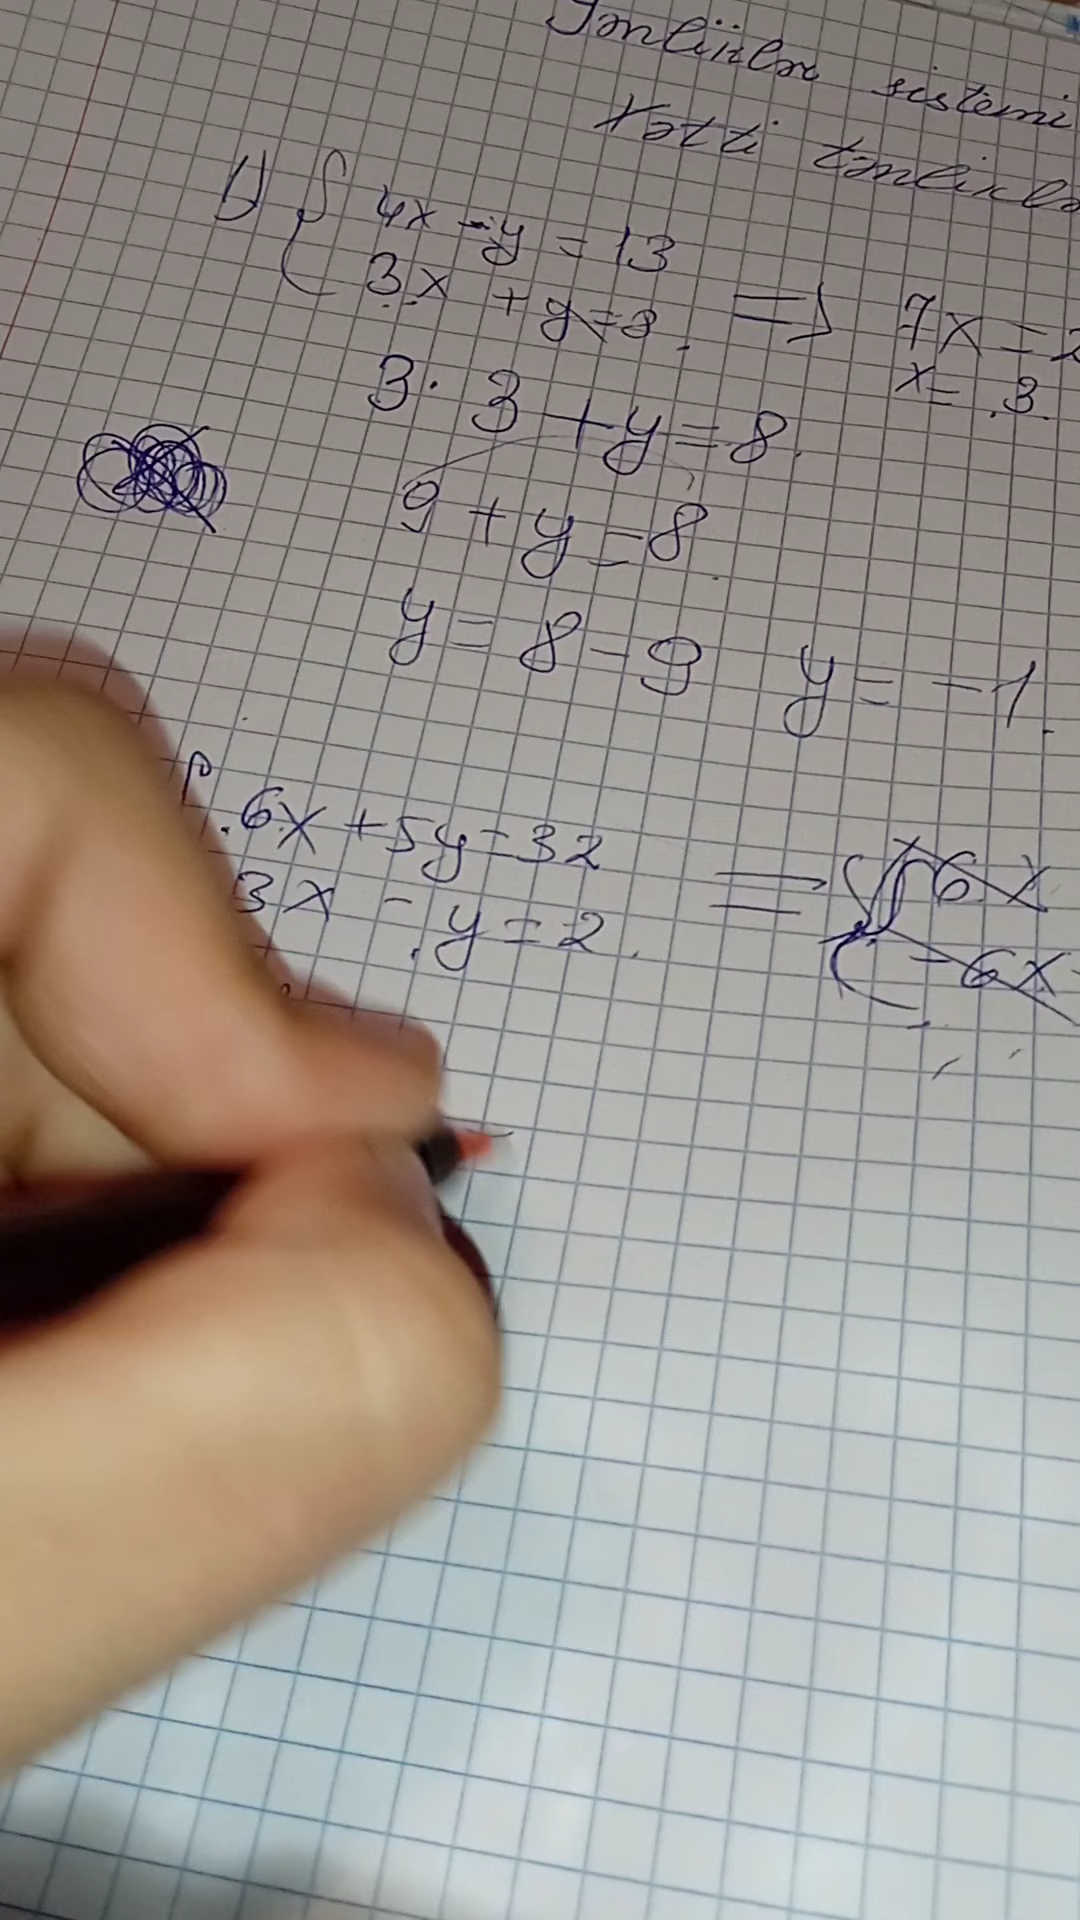 sistemi
Xətti tənliklə
1) { 4x - y = 13
3x + y = 8. => 7x = 2
x = 3.
3 · 3 + y = 8.
9 + y = 8
y = 8 - 9 y = -1.
{ 6x + 5y = 32
3x - y = 2. = { 6x
-6x